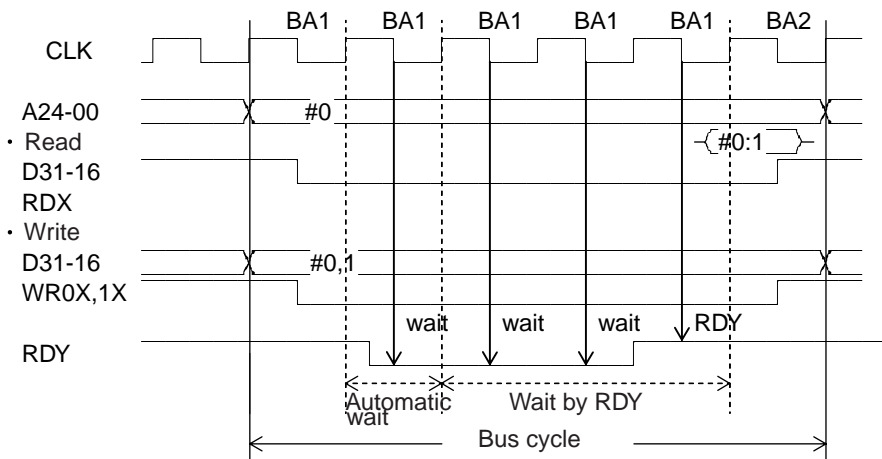 BA1 BA1 BA1 BA1 BA1 BA2
CLK
A24-00 #0
· Read #0:1
D31-16
RDX
· Write
D31-16 #0,1
WR0X,1X
wait wait wait RDY
RDY
Automatic Wait by RDY
wait
Bus cycle